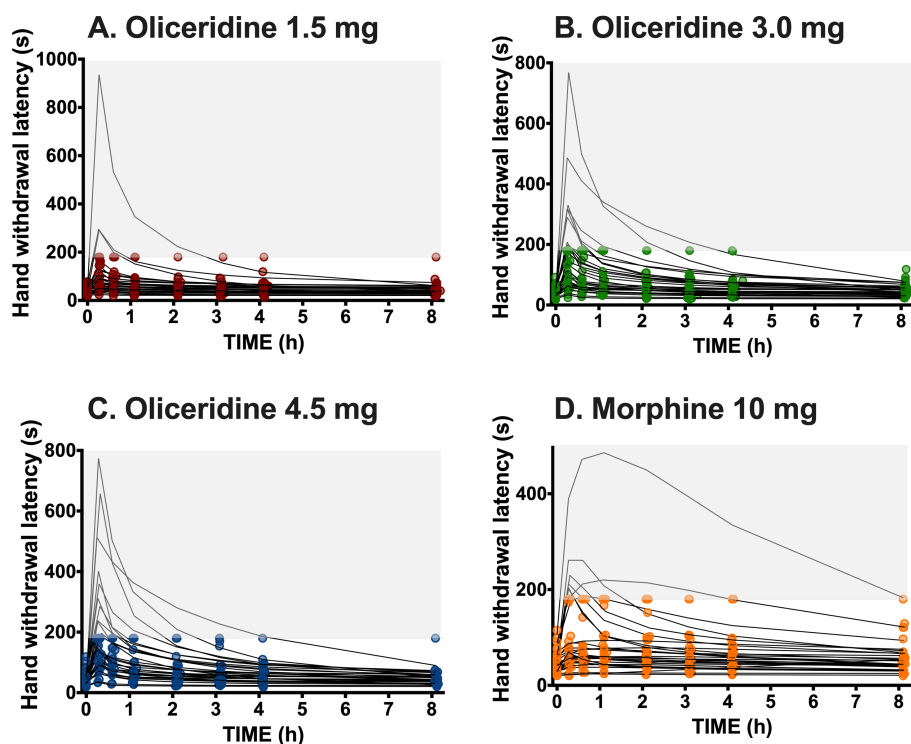 A. Oliceridine 1.5 mg
Hand withdrawal latency (s)
1000
800
600
400
200
0
0 1 2 3 4 5 6 7 8
TIME (h)
B. Oliceridine 3.0 mg
Hand withdrawal latency (s)
800
600
400
200
0
0 1 2 3 4 5 6 7 8
TIME (h)
C. Oliceridine 4.5 mg
Hand withdrawal latency (s)
800
600
400
200
0
0 1 2 3 4 5 6 7 8
TIME (h)
D. Morphine 10 mg
Hand withdrawal latency (s)
400
200
0
0 1 2 3 4 5 6 7 8
TIME (h)